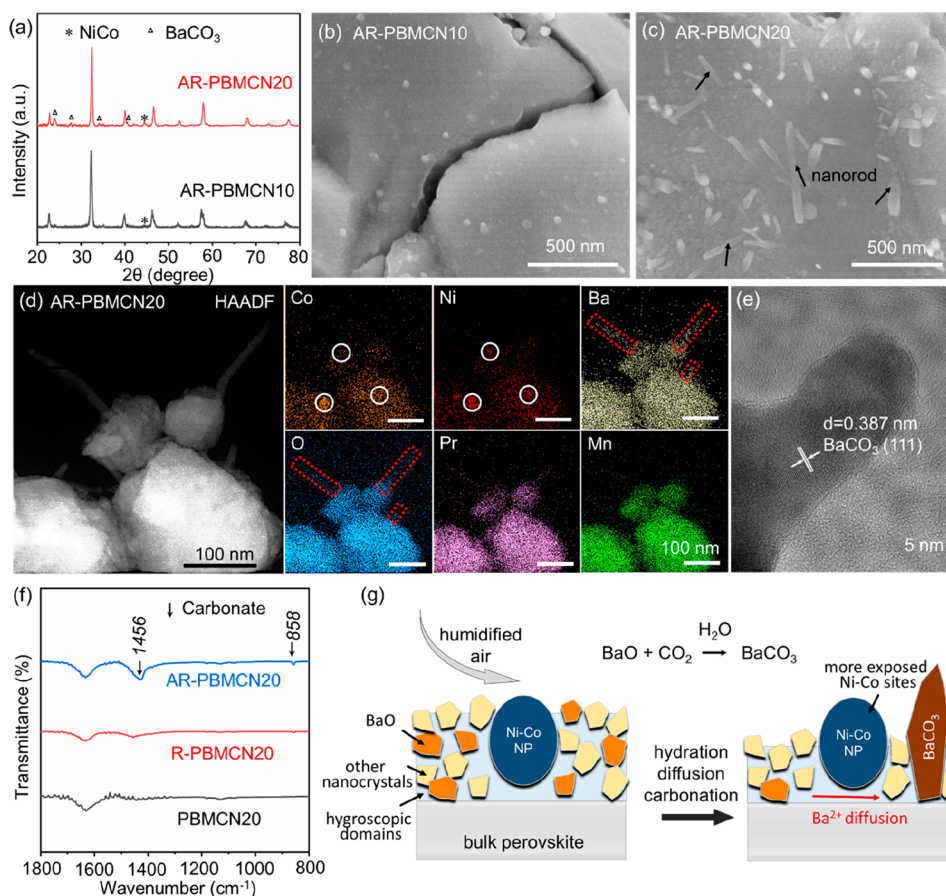 (a)
* NiCo
▵ BaCO3
AR-PBMCN20
AR-PBMCN10
Intensity (a.u.)
20 30 40 50 60 70 80
2θ (degree)
(b) AR-PBMCN10
500 nm
(c) AR-PBMCN20
nanorod
500 nm
(d) AR-PBMCN20 HAADF
100 nm
Co
Ni
Ba
O
Pr
Mn
100 nm
(e)
d=0.387 nm
BaCO3 (111)
5 nm
(f)
↓ Carbonate
1456
858
AR-PBMCN20
R-PBMCN20
PBMCN20
Transmittance (%)
1800 1600 1400 1200 1000 800
Wavenumber (cm-1)
(g)
humidified
air
H2O
BaO + CO2 → BaCO3
more exposed
Ni-Co sites
BaO
other
nanocrystals
hygroscopic
domains
Ni-Co
NP
bulk perovskite
hydration
diffusion
carbonation
Ni-Co
NP
BaCO3
Ba2+ diffusion